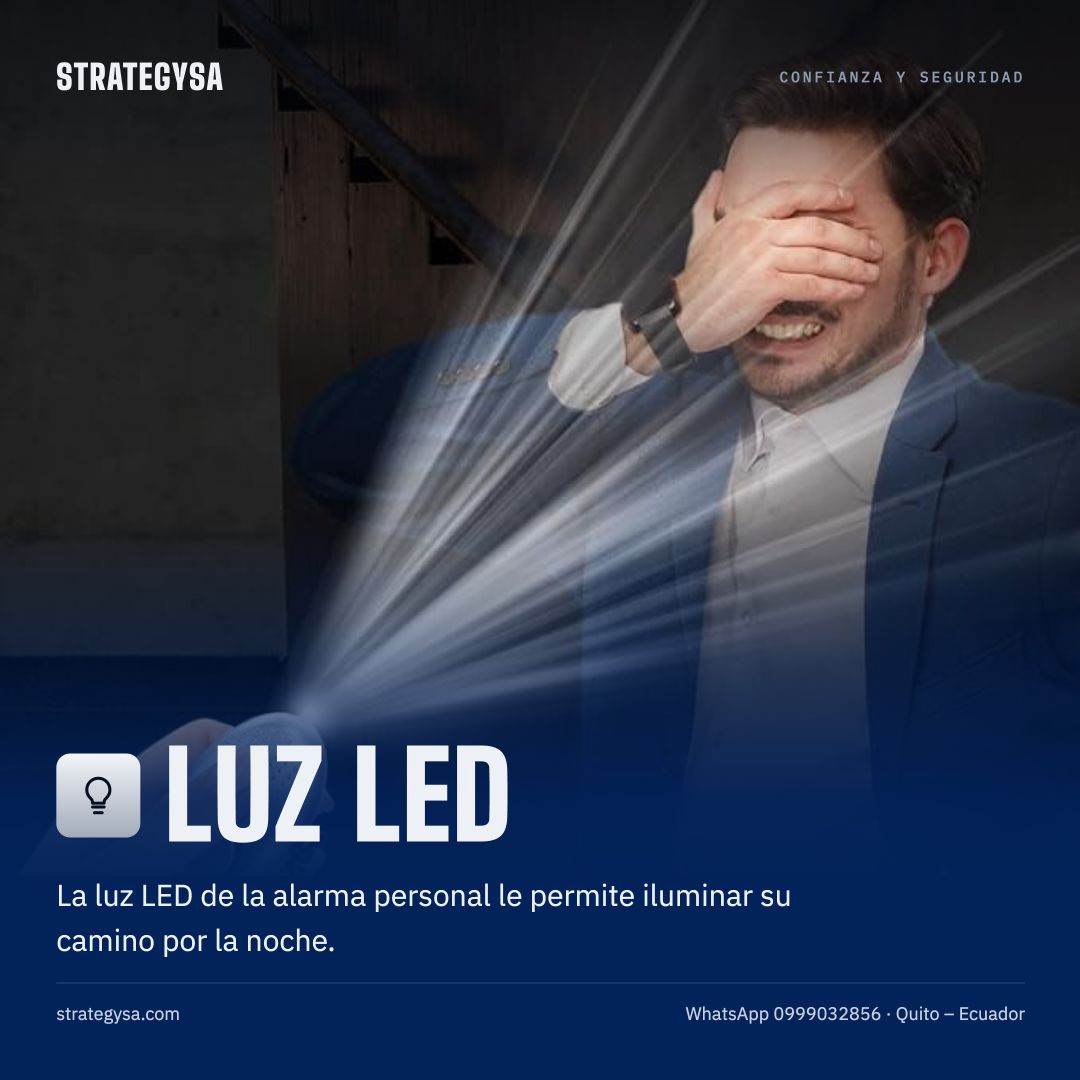 STRATEGYSA
CONFIANZA Y SEGURIDAD
LUZ LED
La luz LED de la alarma personal le permite iluminar su
camino por la noche.
strategysa.com
WhatsApp 0999032856 · Quito – Ecuador